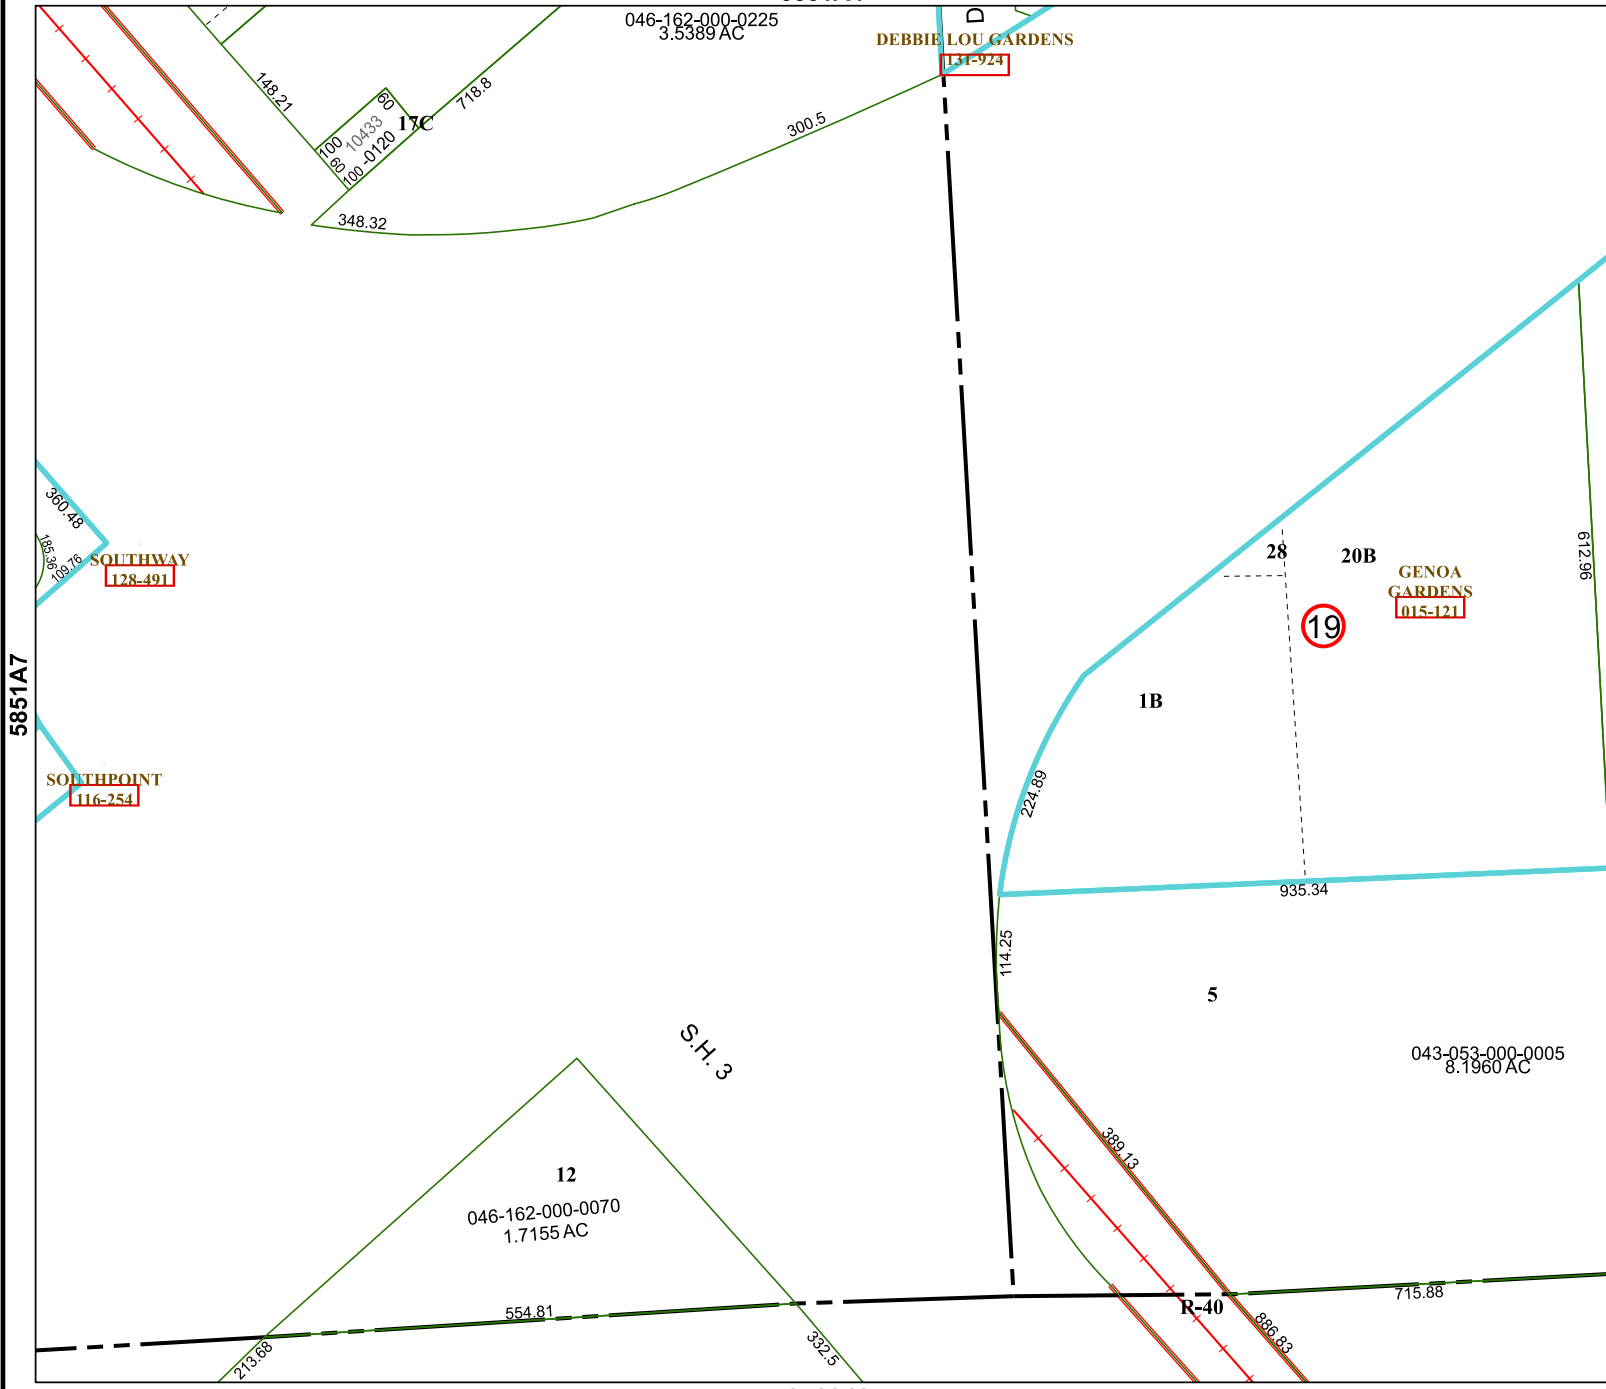 046-162-000-0225
3.5389 AC
D
DEBBIE LOU GARDENS
131-924
148.21
718.8
60
17C
10433
100
-0120
60
100
300.5
348.32
360.48
185.36
109.76
SOUTHWAY
128-491
28
20B
612.96
GENOA
GARDENS
015-121
19
5851A7
1B
SOUTHPOINT
116-254
224.89
935.34
114.25
5
S.H. 3
043-053-000-0005
8.1960 AC
389.13
12
046-162-000-0070
1.7155 AC
715.88
R-40
554.81
886.83
332.5
213.68